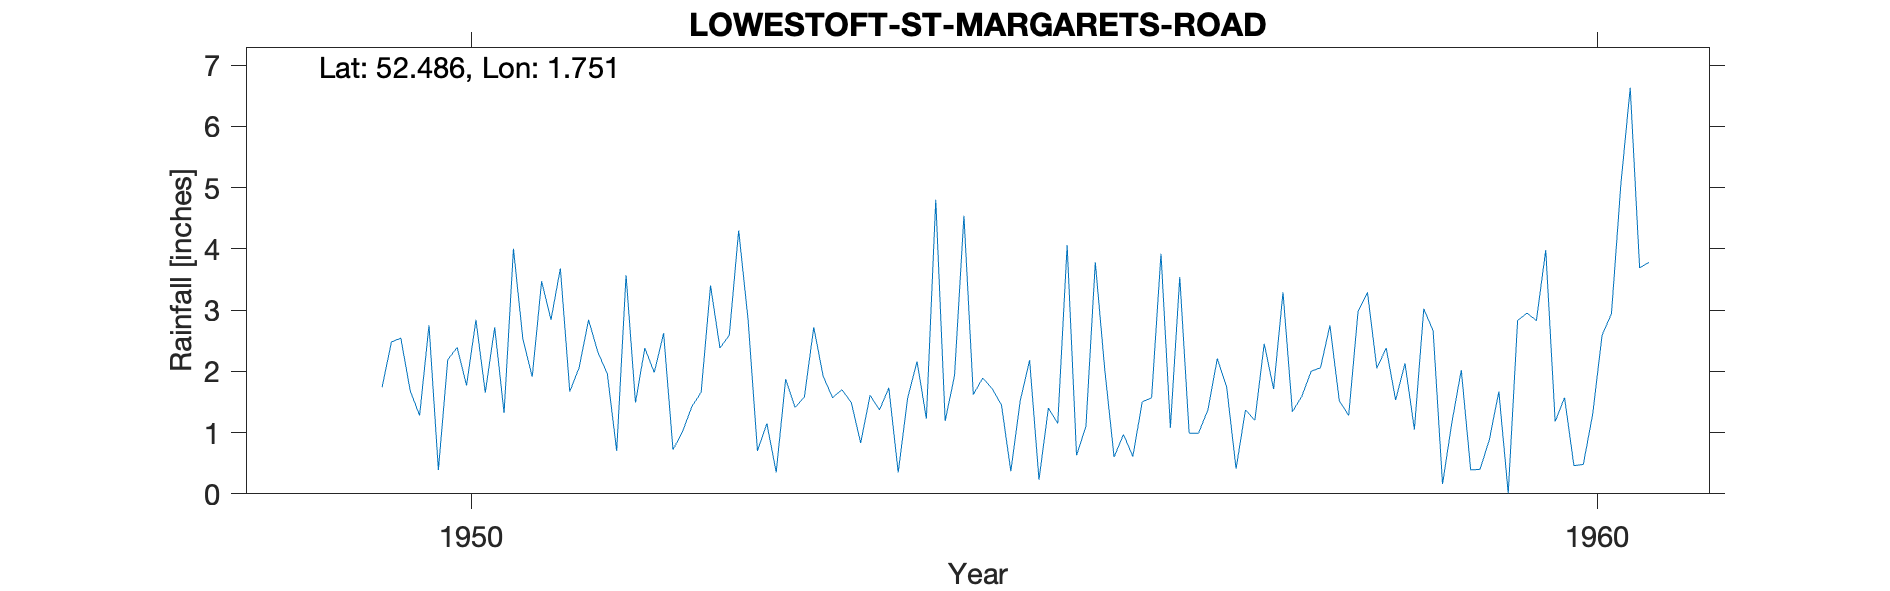 LOWESTOFT-ST-MARGARETS-ROAD
Lat: 52.486, Lon: 1.751
7
6
5
4
3
2
1
0
Rainfall [inches]
1950 1960
Year